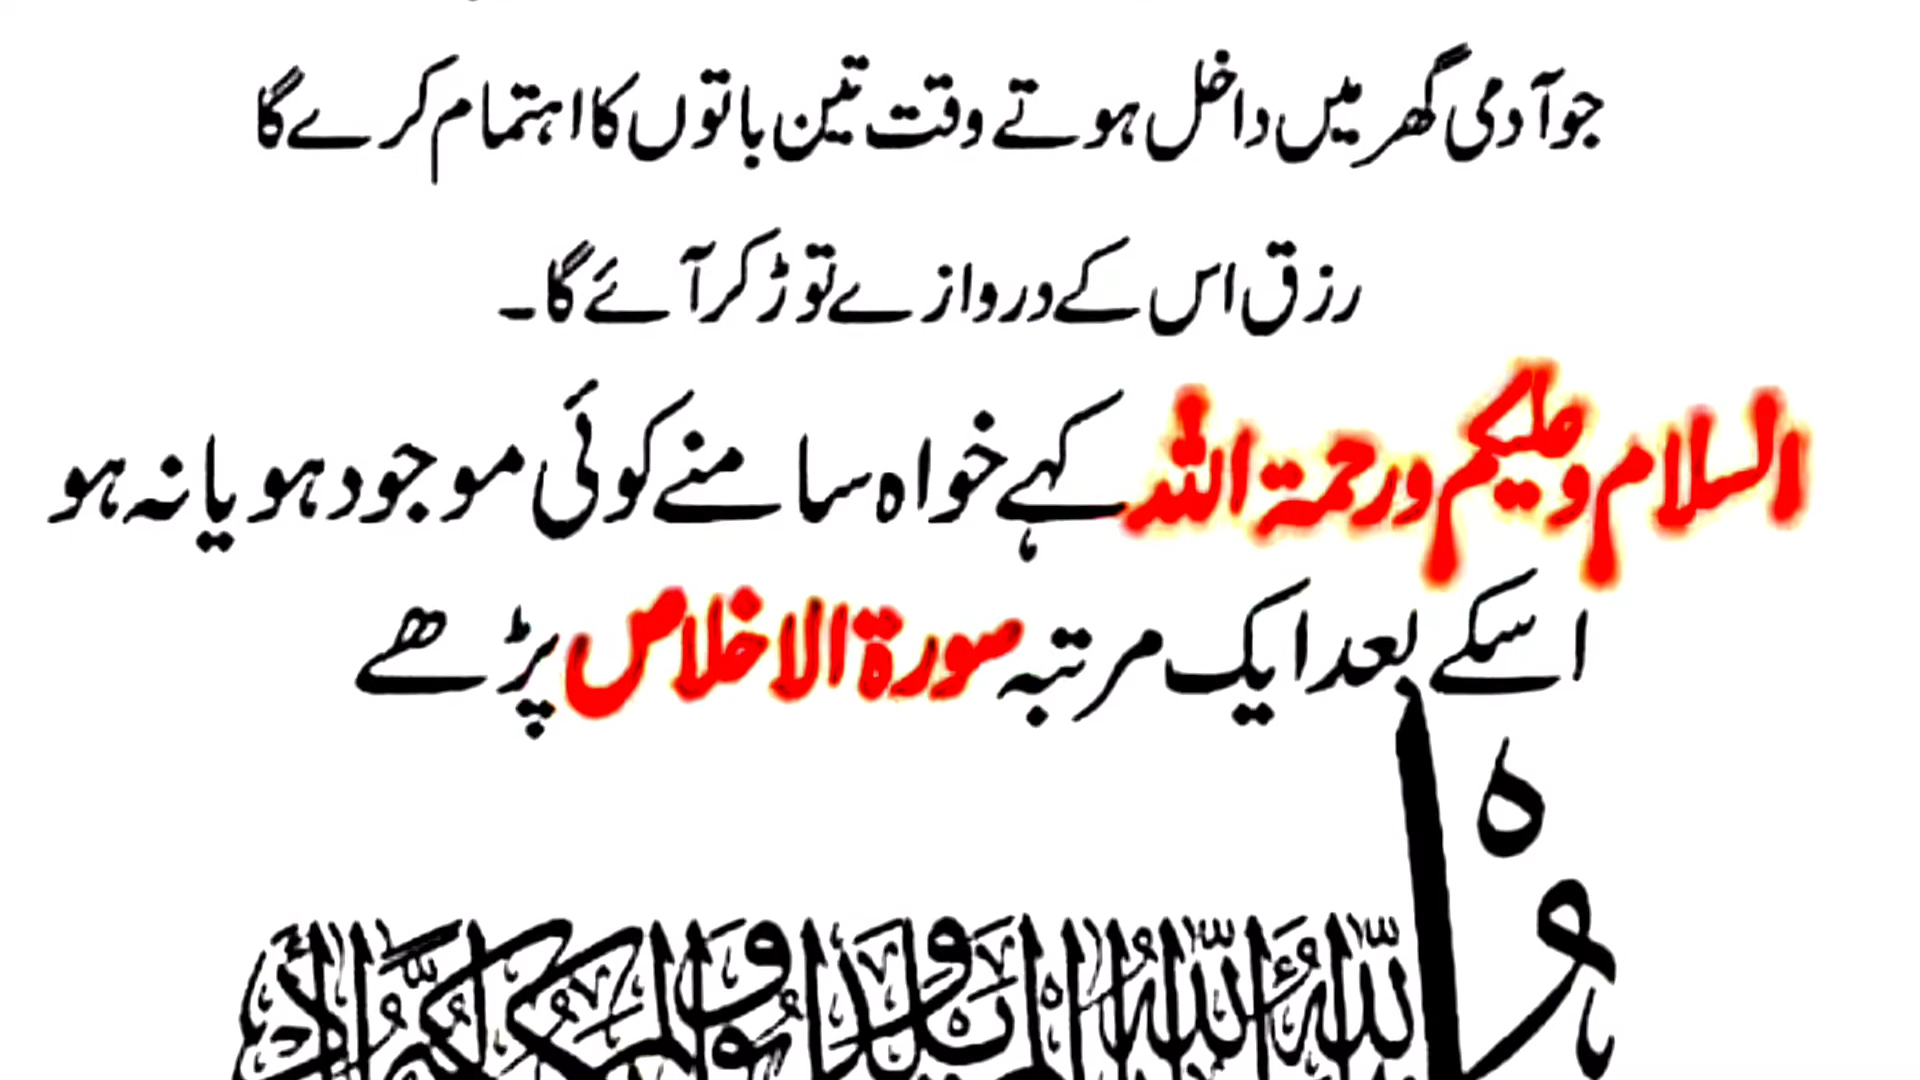 جو آدمی گھر میں داخل ہوتے وقت تین باتوں کا اہتمام کرے گا
رزق اس کے دروازے توڑ کر آئے گا۔
السلام وعلیکم ورحمۃ اللہ کہے خواہ سامنے کوئی موجود ہو یا نہ ہو
اسکے بعد ایک مرتبہ سورۃ الاخلاص پڑھے